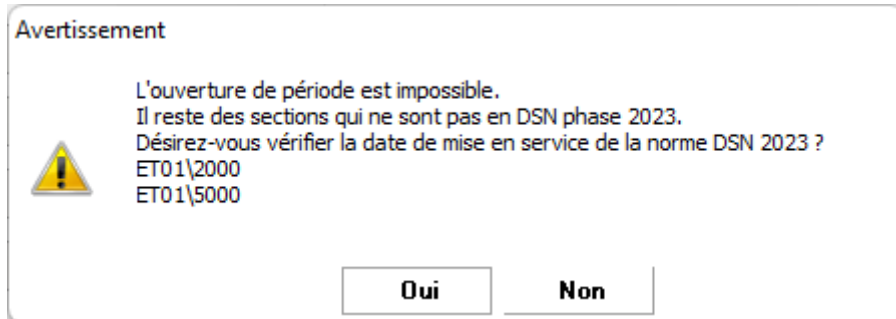 Avertissement
L'ouverture de période est impossible.
Il reste des sections qui ne sont pas en DSN phase 2023.
Désirez-vous vérifier la date de mise en service de la norme DSN 2023 ?
ET01\2000
ET01\5000
Oui
Non